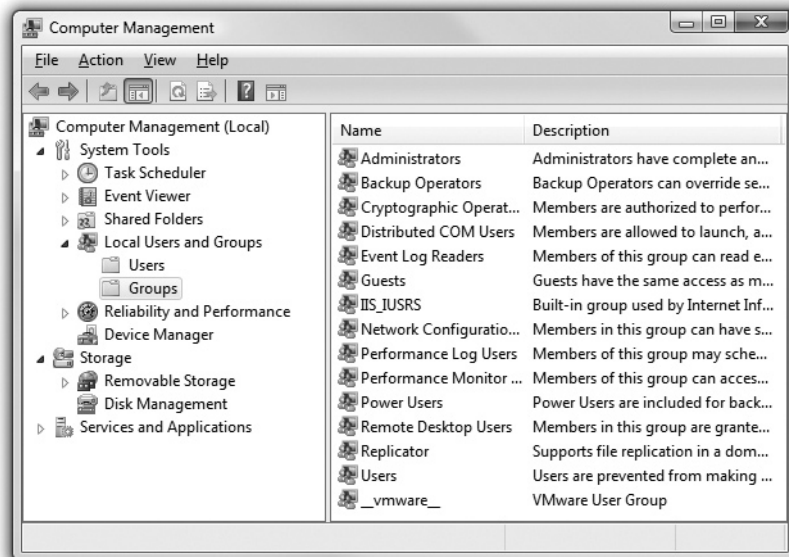 Computer Management
File Action View Help
Computer Management (Local)
System Tools
Task Scheduler
Event Viewer
Shared Folders
Local Users and Groups
Users
Groups
Reliability and Performance
Device Manager
Storage
Removable Storage
Disk Management
Services and Applications
Name Description
Administrators Administrators have complete an...
Backup Operators Backup Operators can override se...
Cryptographic Operat... Members are authorized to perfor...
Distributed COM Users Members are allowed to launch, a...
Event Log Readers Members of this group can read e...
Guests Guests have the same access as m...
IIS_IUSRS Built-in group used by Internet Inf...
Network Configuratio... Members in this group can have s...
Performance Log Users Members of this group may sche...
Performance Monitor ... Members of this group can acces...
Power Users Power Users are included for back...
Remote Desktop Users Members in this group are grante...
Replicator Supports file replication in a dom...
Users Users are prevented from making ...
__vmware__ VMware User Group